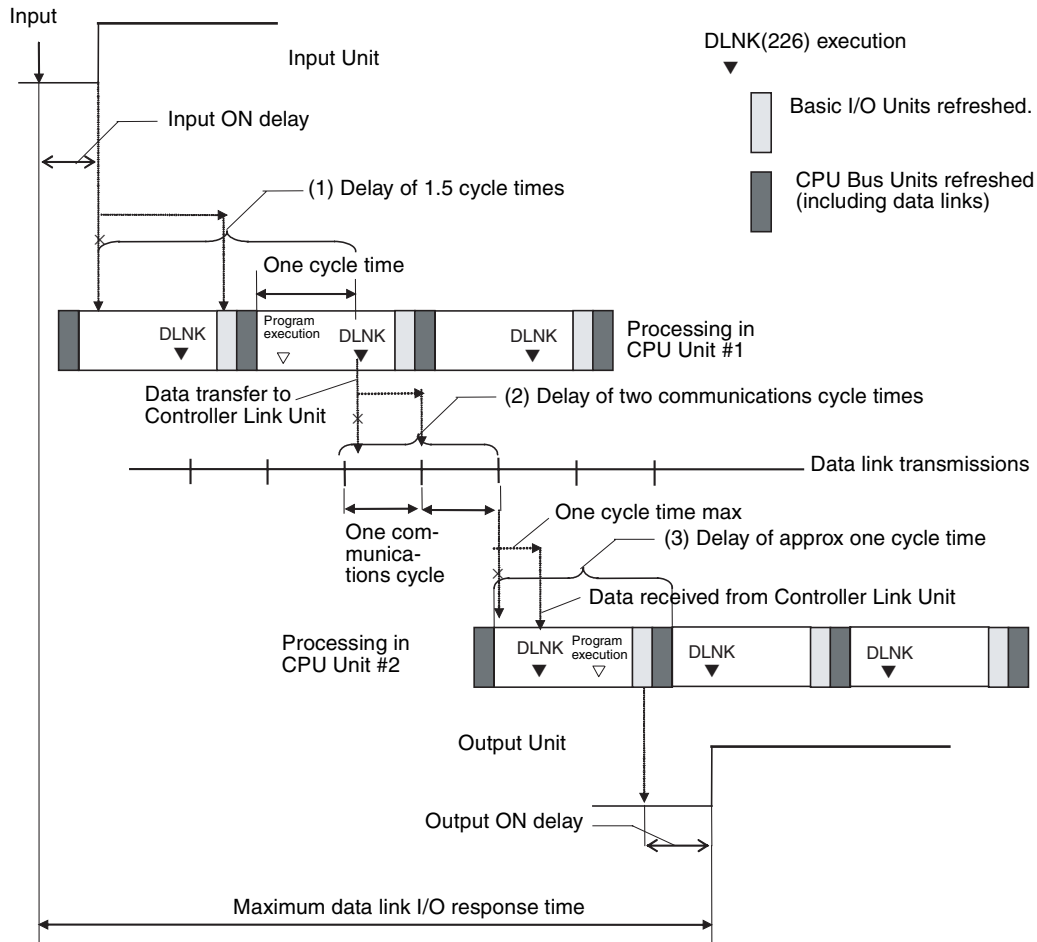 Input
Input Unit
DLNK(226) execution
Basic I/O Units refreshed.
CPU Bus Units refreshed
(including data links)
Input ON delay
(1) Delay of 1.5 cycle times
One cycle time
DLNK
Program
execution
DLNK
DLNK
Processing in
CPU Unit #1
Data transfer to
Controller Link Unit
(2) Delay of two communications cycle times
Data link transmissions
One com-
munica-
tions cycle
One cycle time max
(3) Delay of approx one cycle time
Data received from Controller Link Unit
Processing in
CPU Unit #2
DLNK
Program
execution
DLNK
DLNK
Output Unit
Output ON delay
Maximum data link I/O response time